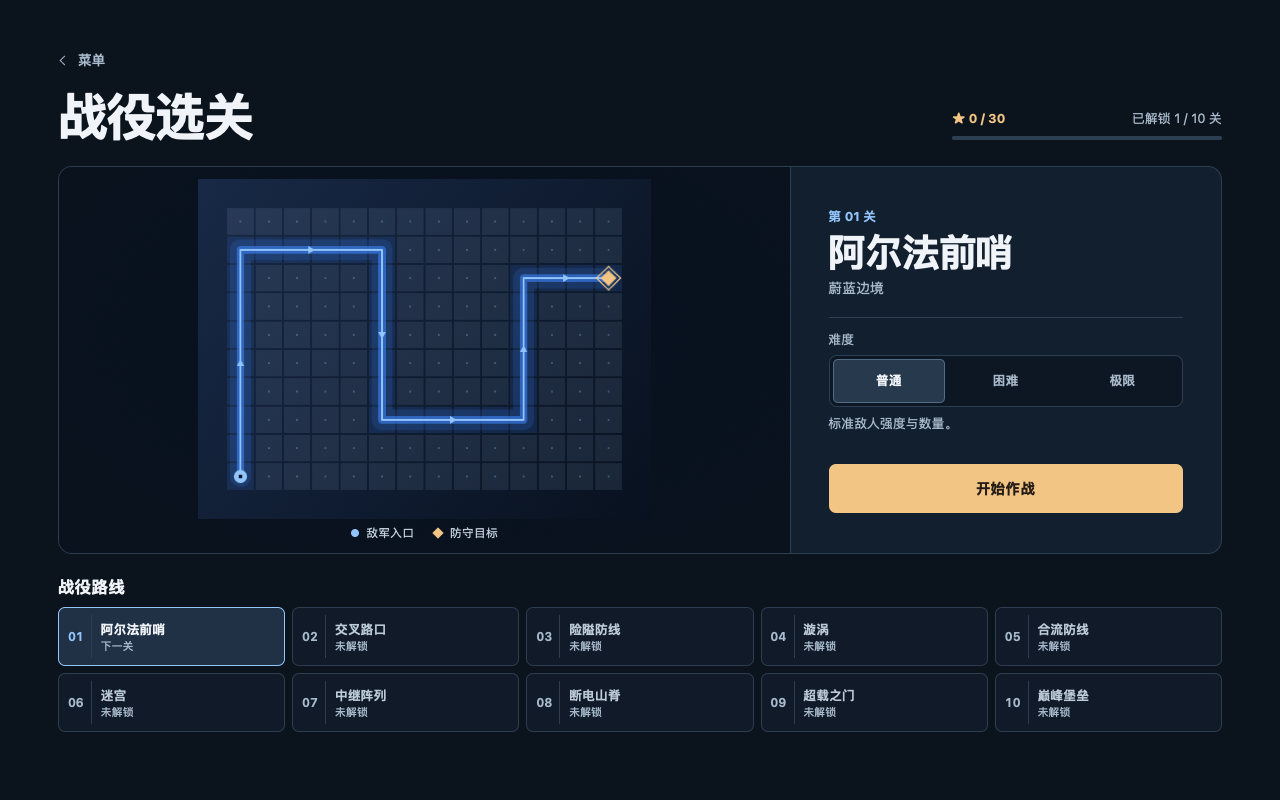 菜单
战役选关
0 / 30
已解锁 1 / 10 关
第 01 关
阿尔法前哨
蔚蓝边境
难度
普通
困难
极限
标准敌人强度与数量。
开始作战
敌军入口
防守目标
战役路线
01
阿尔法前哨
下一关
02
交叉路口
未解锁
03
险隘防线
未解锁
04
漩涡
未解锁
05
合流防线
未解锁
06
迷宫
未解锁
07
中继阵列
未解锁
08
断电山脊
未解锁
09
超载之门
未解锁
10
巅峰堡垒
未解锁